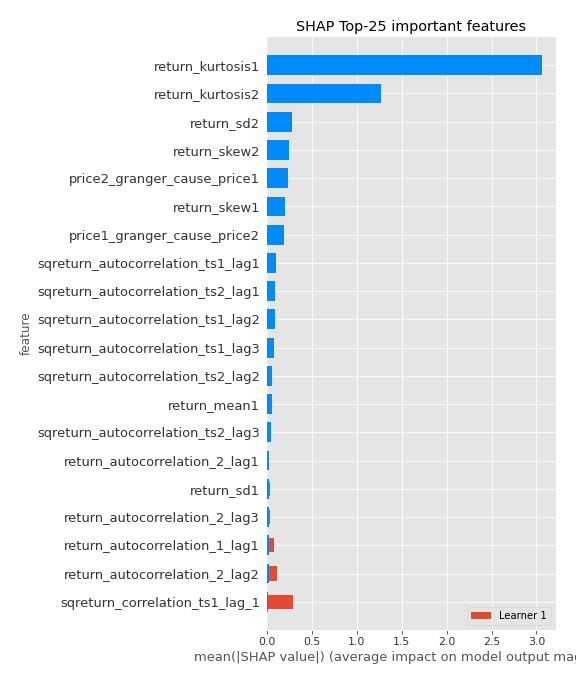 SHAP Top-25 important features
return_kurtosis1
return_kurtosis2
return_sd2
return_skew2
price2_granger_cause_price1
return_skew1
price1_granger_cause_price2
sqreturn_autocorrelation_ts1_lag1
sqreturn_autocorrelation_ts2_lag1
sqreturn_autocorrelation_ts1_lag2
sqreturn_autocorrelation_ts1_lag3
sqreturn_autocorrelation_ts2_lag2
return_mean1
sqreturn_autocorrelation_ts2_lag3
return_autocorrelation_2_lag1
return_sd1
return_autocorrelation_2_lag3
return_autocorrelation_1_lag1
return_autocorrelation_2_lag2
sqreturn_correlation_ts1_lag_1
feature
Learner 1
0.0 0.5 1.0 1.5 2.0 2.5 3.0
mean(|SHAP value|) (average impact on model output mag